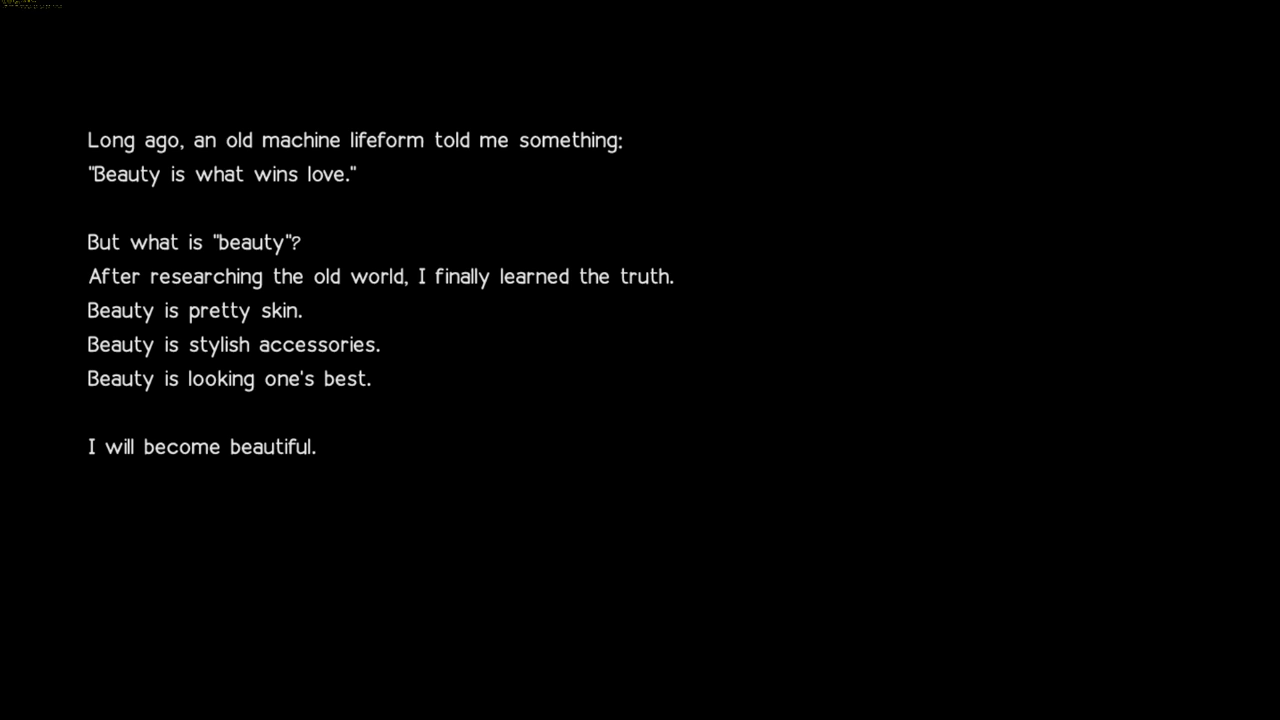 Long ago, an old machine lifeform told me something:
"Beauty is what wins love."
But what is "beauty"?
After researching the old world, I finally learned the truth.
Beauty is pretty skin.
Beauty is stylish accessories.
Beauty is looking one's best.
I will become beautiful.